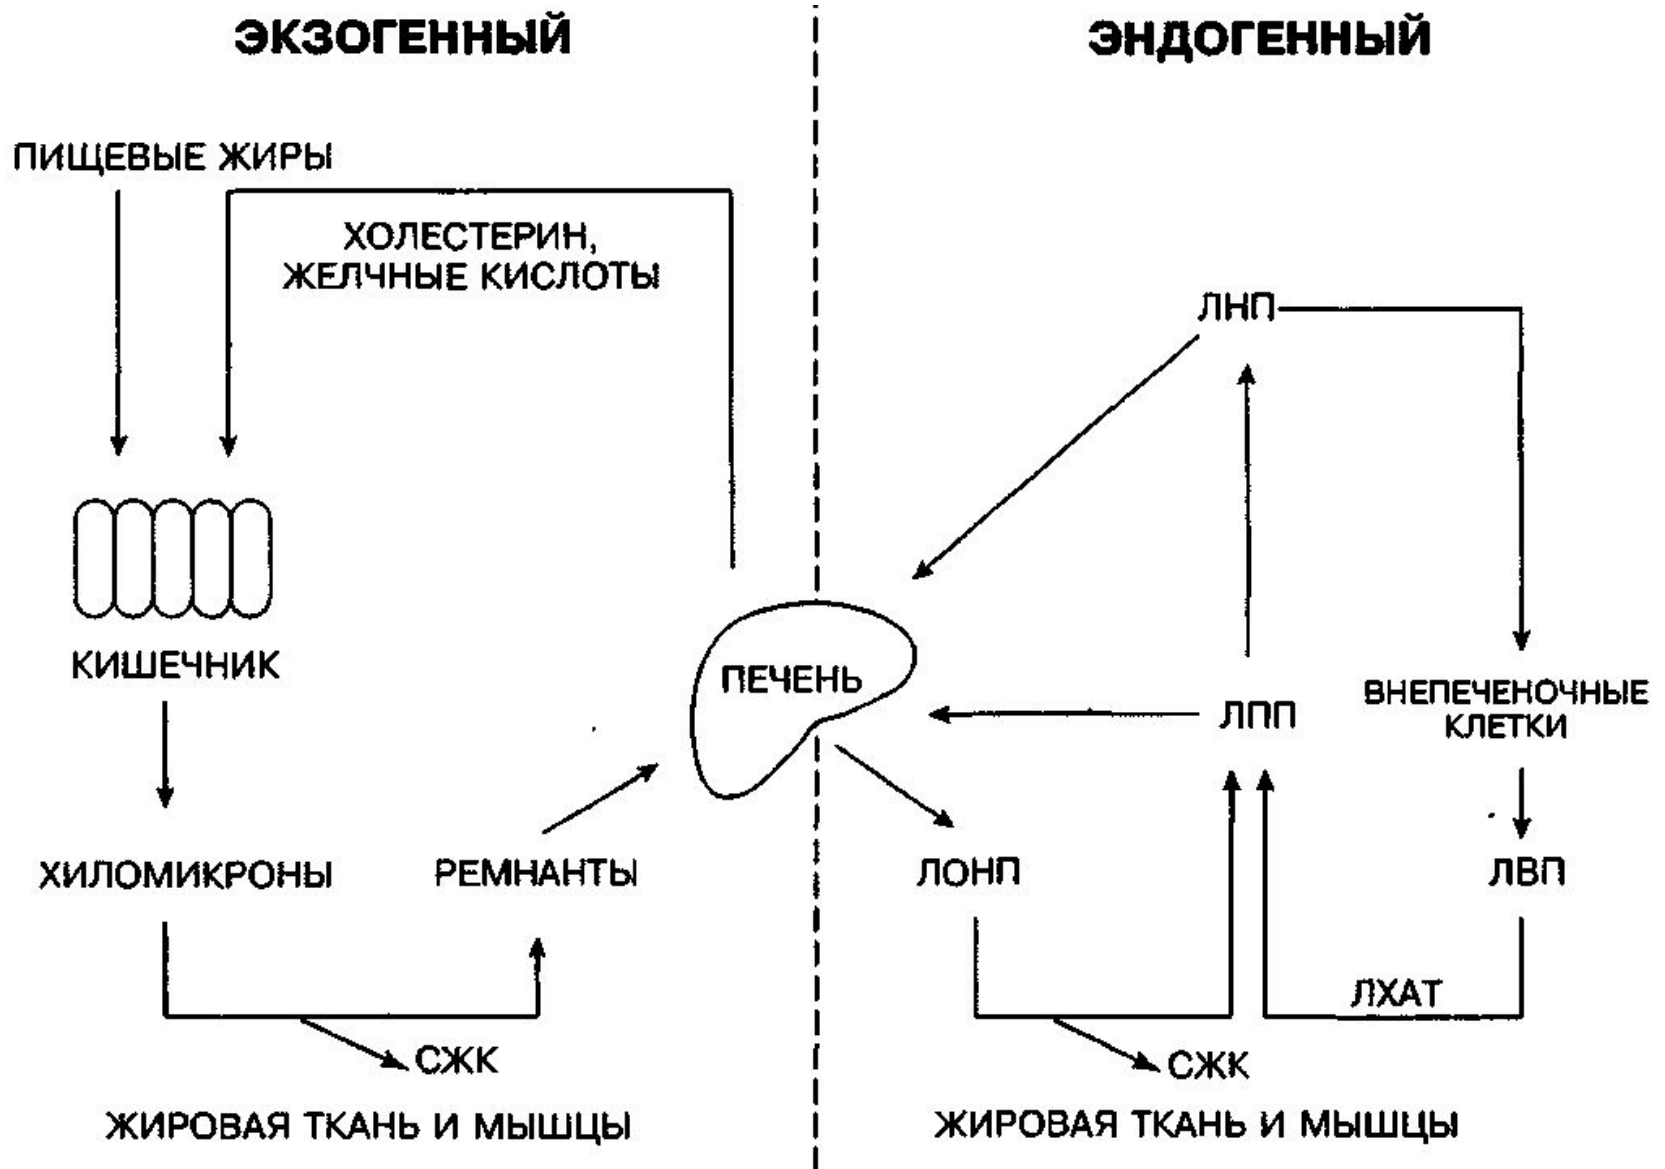 ЭКЗОГЕННЫЙ
ЭНДОГЕННЫЙ
ПИЩЕВЫЕ ЖИРЫ
ХОЛЕСТЕРИН,
ЖЕЛЧНЫЕ КИСЛОТЫ
ЛНП
КИШЕЧНИК
ПЕЧЕНЬ
ЛПП
ВНЕПЕЧЕНОЧНЫЕ
КЛЕТКИ
ХИЛОМИКРОНЫ
РЕМНАНТЫ
ЛОНП
ЛВП
ЛХАТ
СЖК
СЖК
ЖИРОВАЯ ТКАНЬ И МЫШЦЫ
ЖИРОВАЯ ТКАНЬ И МЫШЦЫ